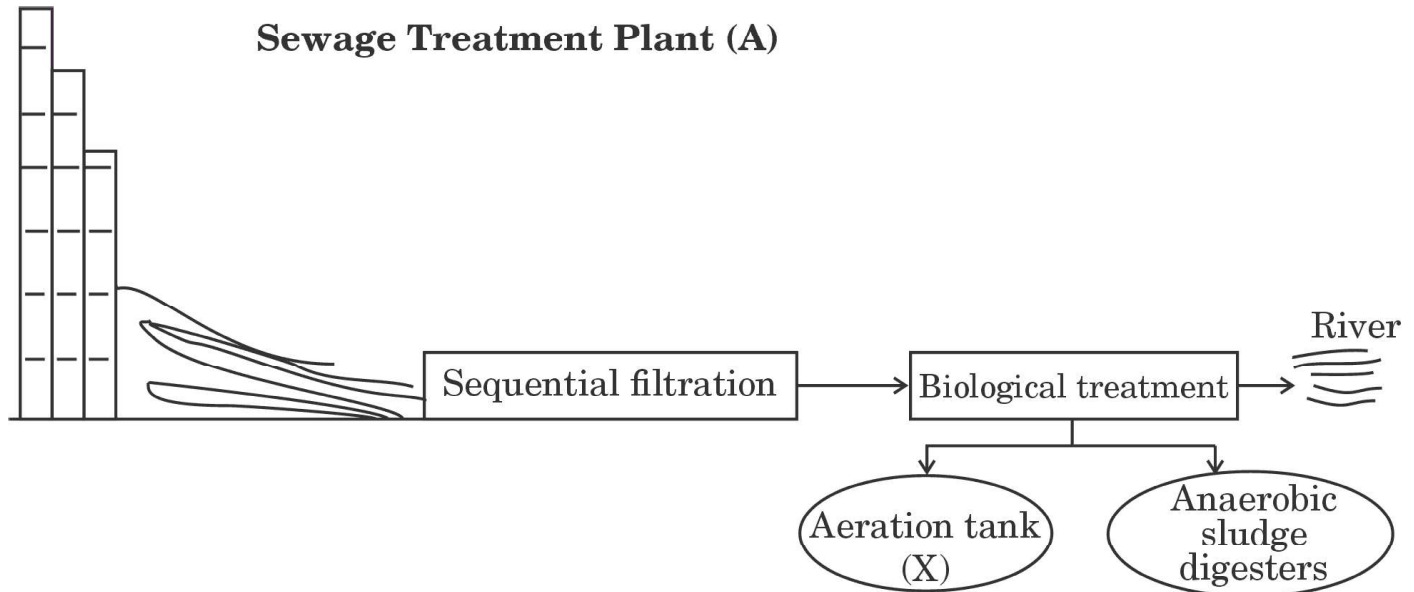 Sewage Treatment Plant (A)
River
Sequential filtration
Biological treatment
Aeration tank
(X)
Anaerobic
sludge
digesters